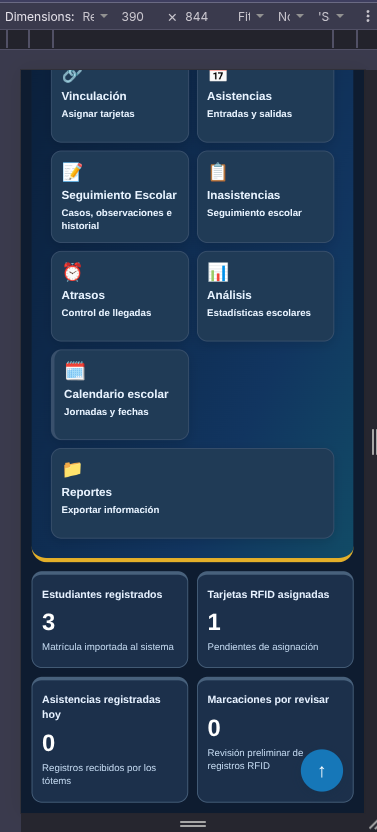 Dimensions: Re 390 × 844 Fit No 'S
Vinculación
Asignar tarjetas
Asistencias
Entradas y salidas
Seguimiento Escolar
Casos, observaciones e
historial
Inasistencias
Seguimiento escolar
Atrasos
Control de llegadas
Análisis
Estadísticas escolares
Calendario escolar
Jornadas y fechas
Reportes
Exportar información
Estudiantes registrados
3
Matrícula importada al sistema
Tarjetas RFID asignadas
1
Pendientes de asignación
Asistencias registradas
hoy
0
Registros recibidos por los
tótems
Marcaciones por revisar
0
Revisión preliminar de
registros RFID
↑